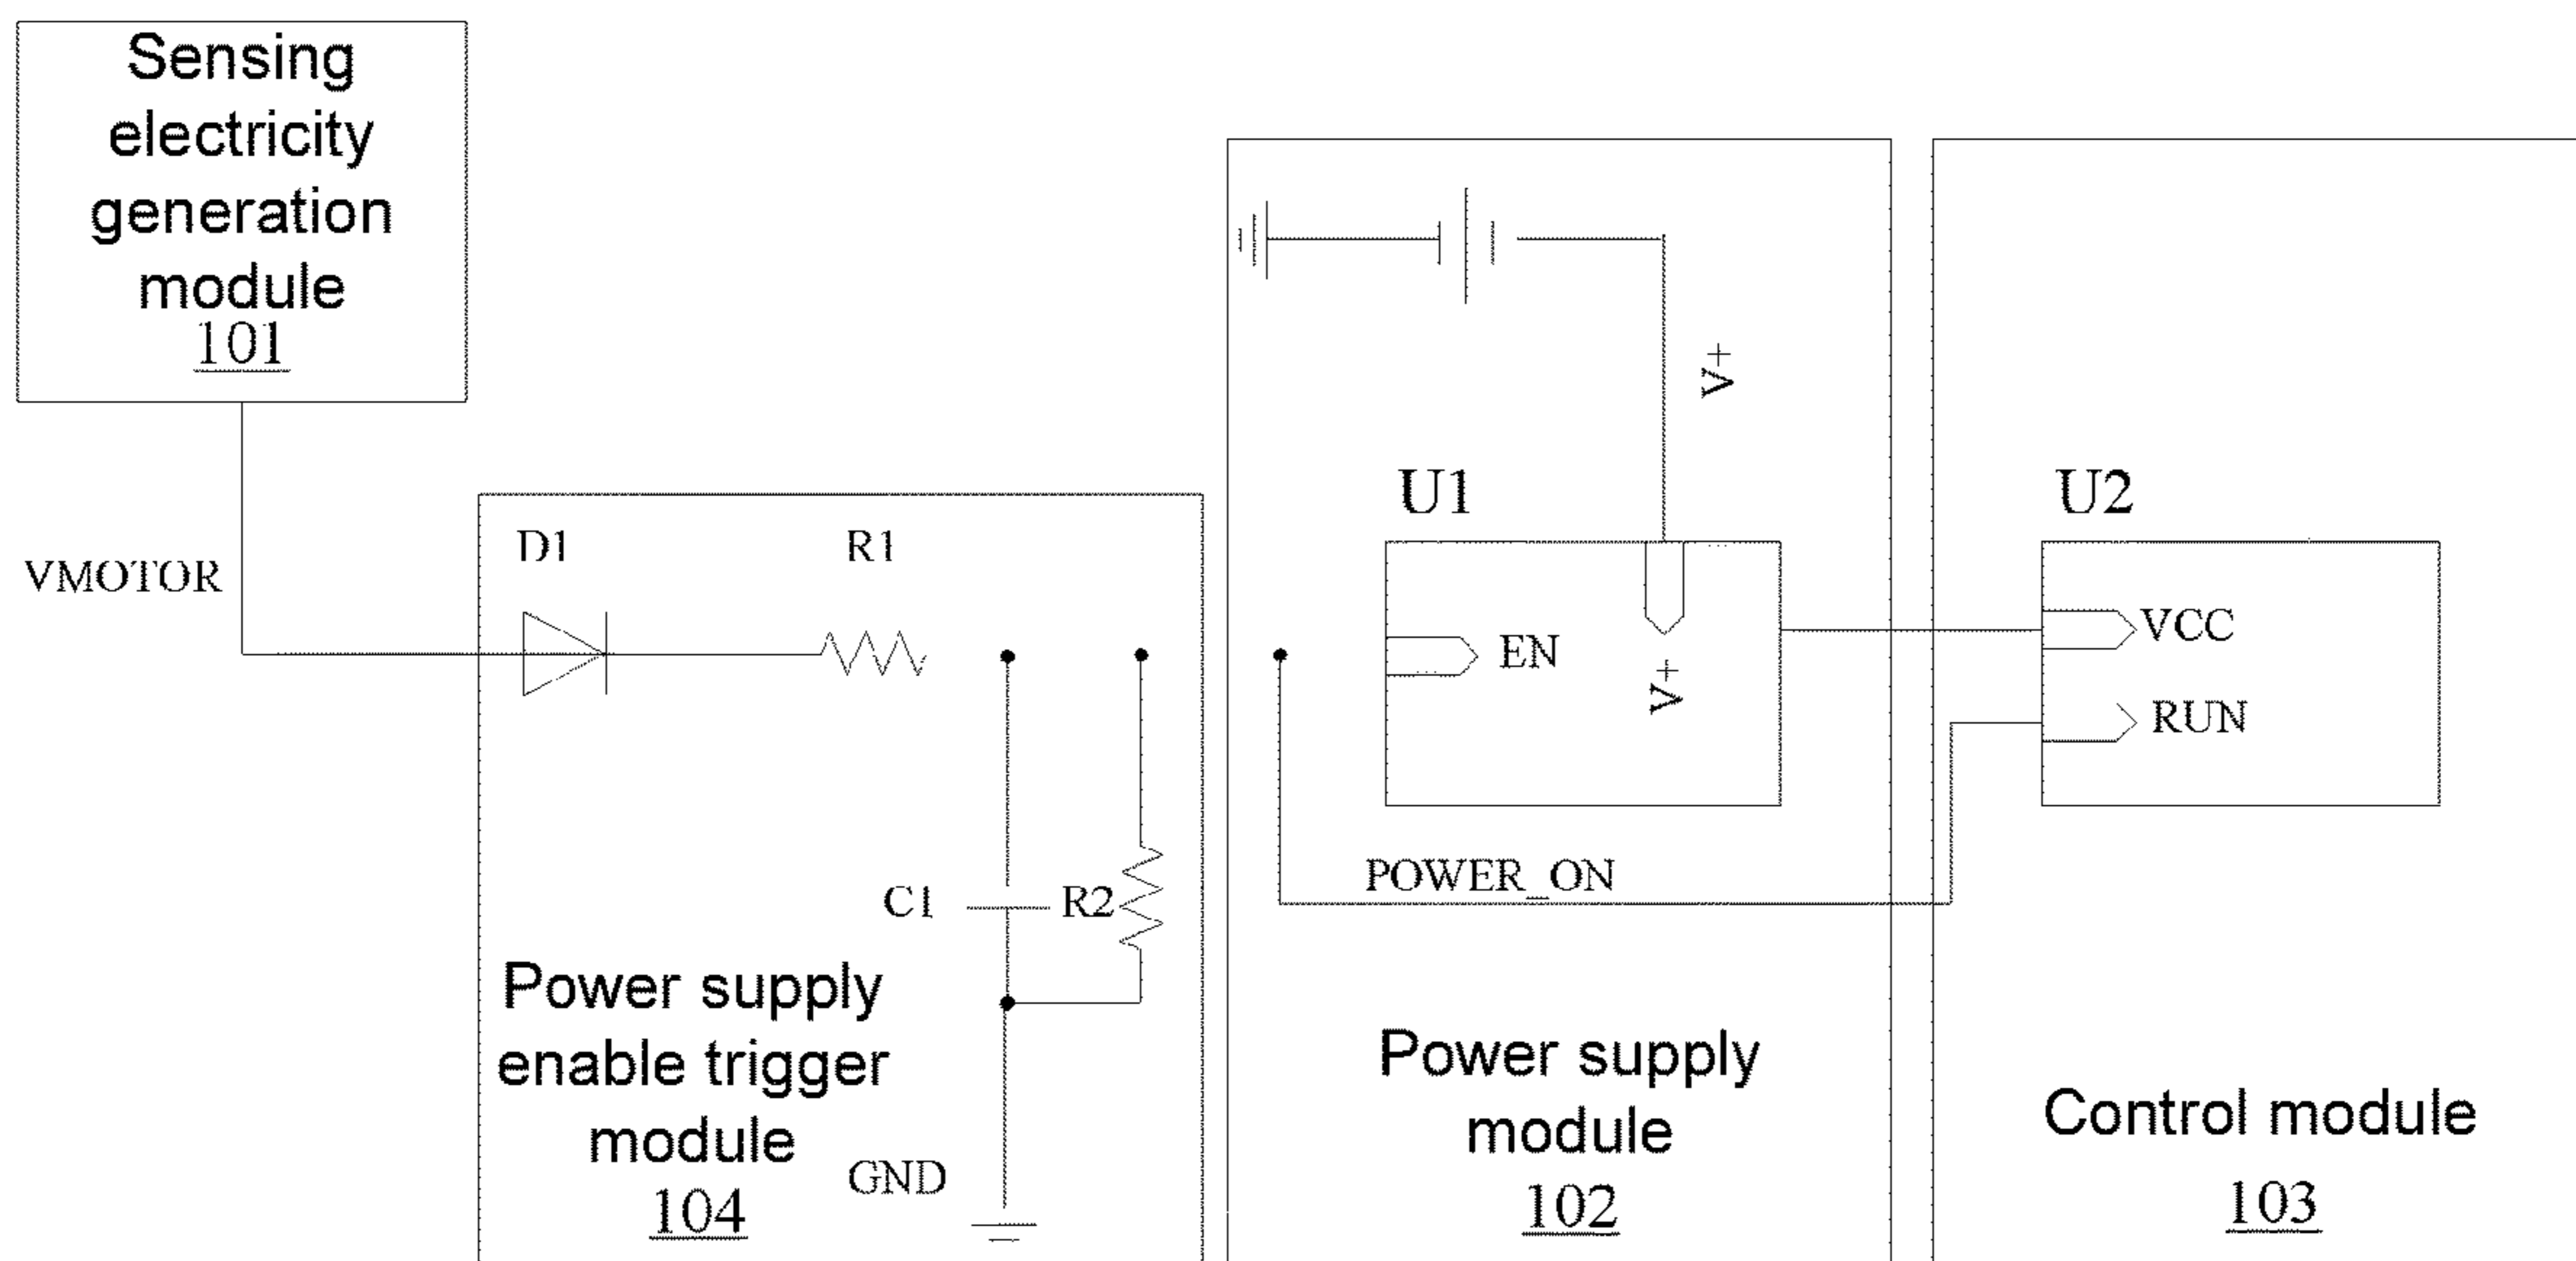 Sensing
electricity
generation
module
101
VMOTOR
D1
R1
C1
R2
GND
Power supply
enable trigger
module
104
V+
U1
EN
V+
POWER_ON
Power supply
module
102
U2
VCC
RUN
Control module
103